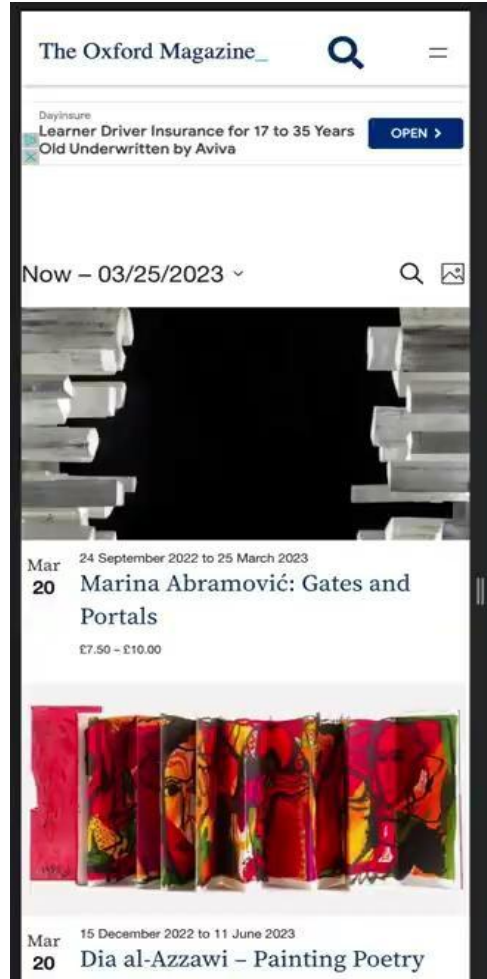 The Oxford Magazine_
Dayinsure
Learner Driver Insurance for 17 to 35 Years
Old Underwritten by Aviva
OPEN >
Now – 03/25/2023
Mar
20
24 September 2022 to 25 March 2023
Marina Abramović: Gates and
Portals
£7.50 – £10.00
Mar
20
15 December 2022 to 11 June 2023
Dia al-Azzawi – Painting Poetry